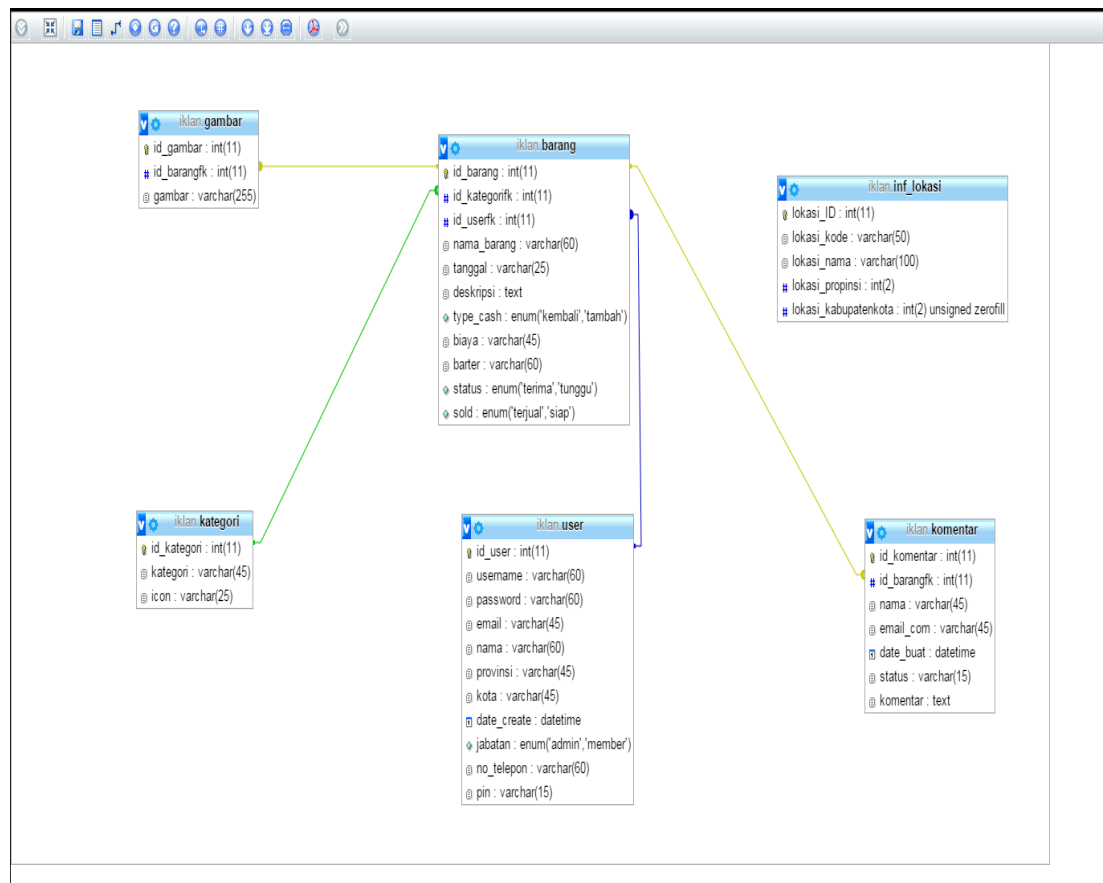 iklan.gambar
id_gambar : int(11)
id_barangfk : int(11)
gambar : varchar(255)
iklan.barang
id_barang : int(11)
id_kategorifk : int(11)
id_userfk : int(11)
nama_barang : varchar(60)
tanggal : varchar(25)
deskripsi : text
type_cash : enum('kembali','tambah')
biaya : varchar(45)
barter : varchar(60)
status : enum('terima','tunggu')
sold : enum('terjual','siap')
iklan.inf_lokasi
lokasi_ID : int(11)
lokasi_kode : varchar(50)
lokasi_nama : varchar(100)
lokasi_propinsi : int(2)
lokasi_kabupatenkota : int(2) unsigned zerofill
iklan.kategori
id_kategori : int(11)
kategori : varchar(45)
icon : varchar(25)
iklan.user
id_user : int(11)
username : varchar(60)
password : varchar(60)
email : varchar(45)
nama : varchar(60)
provinsi : varchar(45)
kota : varchar(45)
date_create : datetime
jabatan : enum('admin','member')
no_telepon : varchar(60)
pin : varchar(15)
iklan.komentar
id_komentar : int(11)
id_barangfk : int(11)
nama : varchar(45)
email_com : varchar(45)
date_buat : datetime
status : varchar(15)
komentar : text